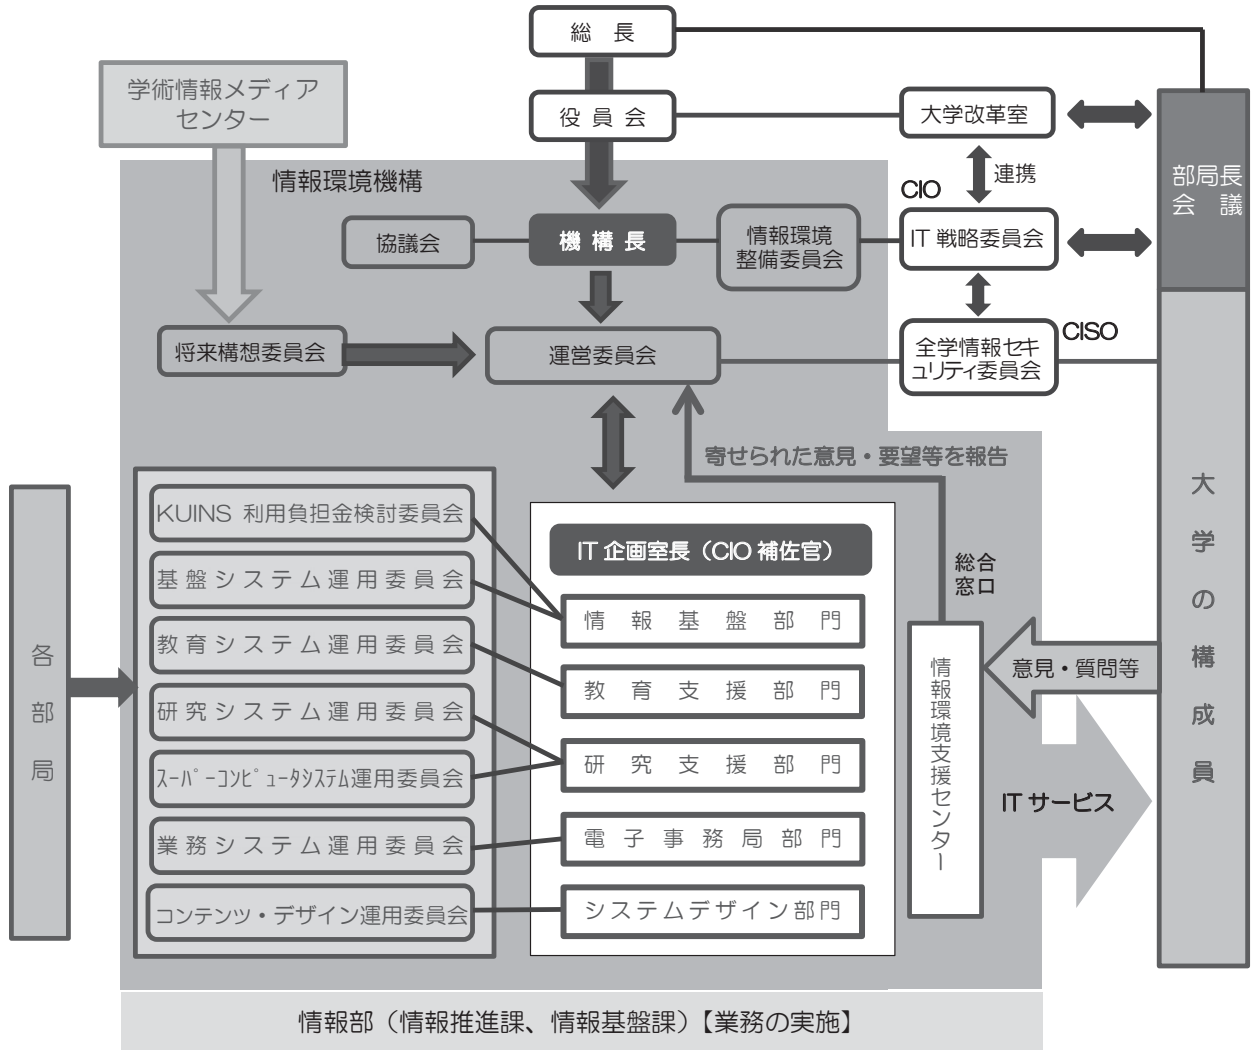 総長
学術情報メディア
センター
役員会
大学改革室
部局長
会議
連携
情報環境機構
CIO
協議会
機構長
情報環境
整備委員会
IT 戦略委員会
将来構想委員会
運営委員会
全学情報セキ
ュリティ委員会
CISO
寄せられた意見・要望等を報告
各部局
KUINS 利用負担金検討委員会
基盤システム運用委員会
教育システム運用委員会
研究システム運用委員会
スーパーコンピュータシステム運用委員会
業務システム運用委員会
コンテンツ・デザイン運用委員会
IT 企画室長（CIO 補佐官）
情報基盤部門
教育支援部門
研究支援部門
電子事務局部門
システムデザイン部門
総合
窓口
情報環境支援センター
意見・質問等
IT サービス
大学の構成員
情報部（情報推進課、情報基盤課）【業務の実施】